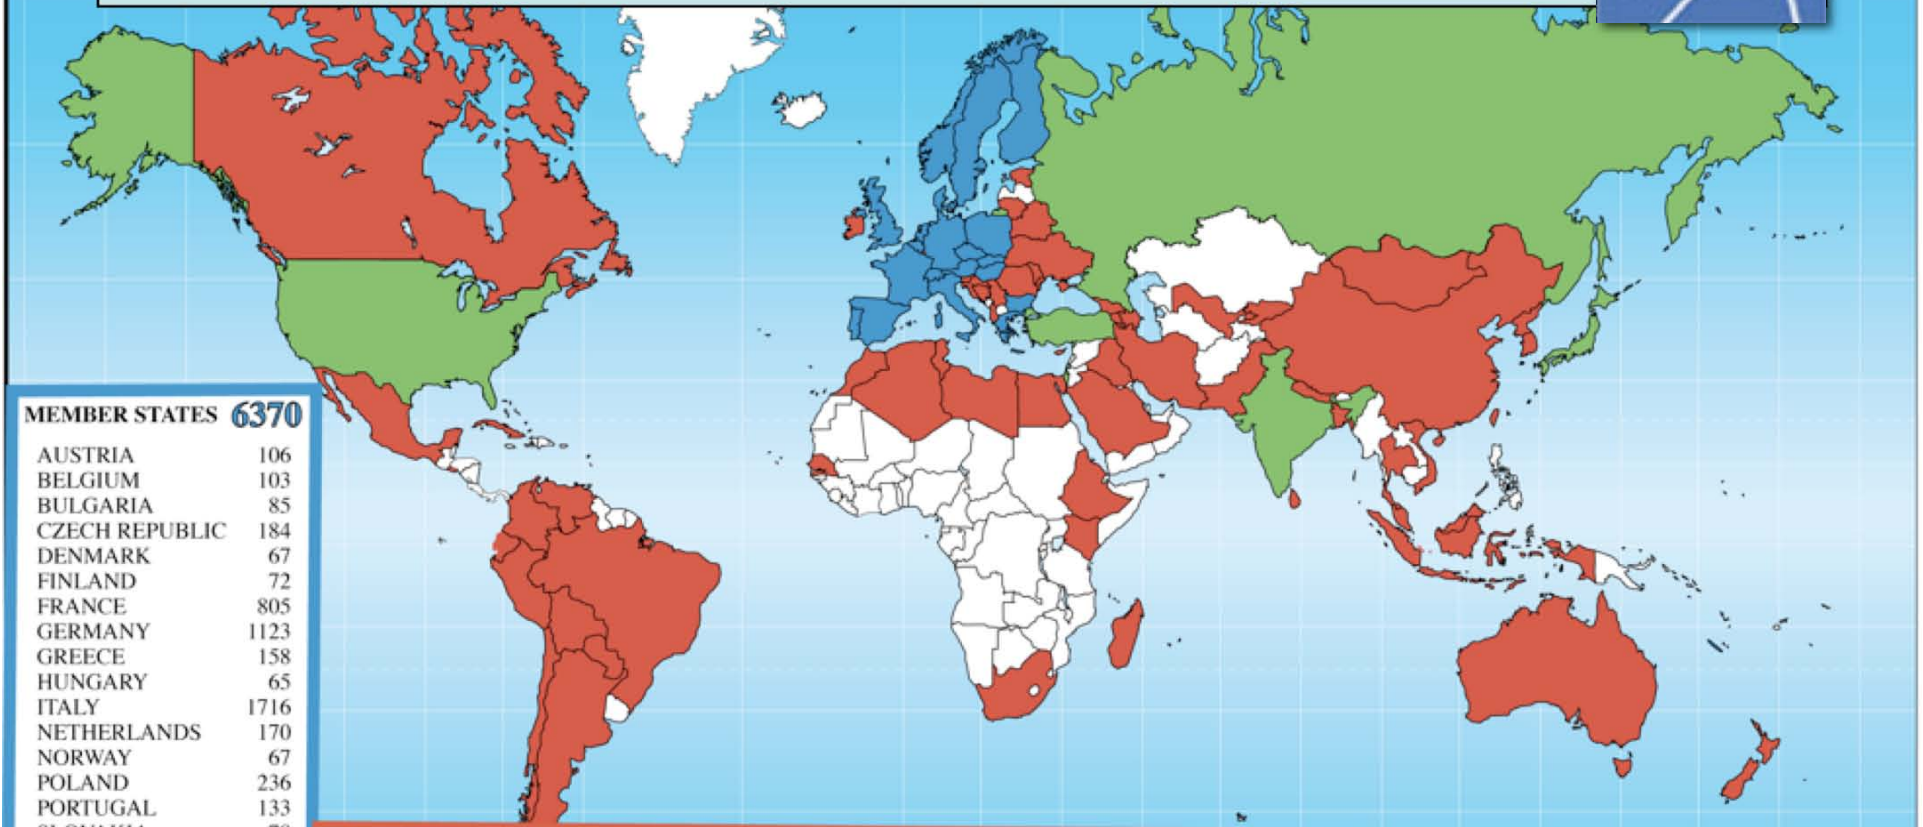 MEMBER STATES 6370
AUSTRIA 106
BELGIUM 103
BULGARIA 85
CZECH REPUBLIC 184
DENMARK 67
FINLAND 72
FRANCE 805
GERMANY 1123
GREECE 158
HUNGARY 65
ITALY 1716
NETHERLANDS 170
NORWAY 67
POLAND 236
PORTUGAL 133